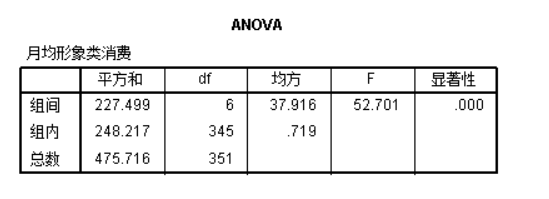 ANOVA
月均形象类消费
平方和 df 均方 F 显著性
组间 227.499 6 37.916 52.701 .000
组内 248.217 345 .719
总数 475.716 351